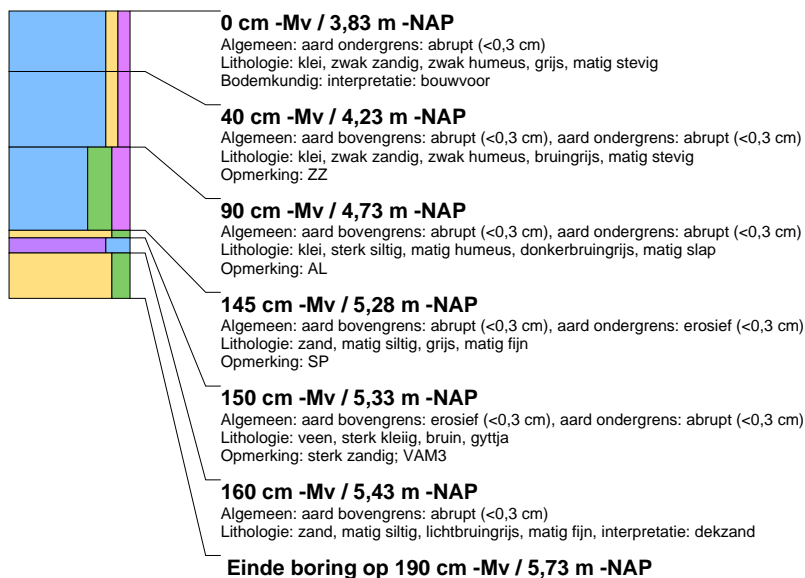 0 cm -Mv / 3,83 m -NAP
Algemeen: aard ondergrens: abrupt (<0,3 cm)
Lithologie: klei, zwak zandig, zwak humeus, grijs, matig stevig
Bodemkundig: interpretatie: bouwvoor
40 cm -Mv / 4,23 m -NAP
Algemeen: aard bovengrens: abrupt (<0,3 cm), aard ondergrens: abrupt (<0,3 cm)
Lithologie: klei, zwak zandig, zwak humeus, bruingrijs, matig stevig
Opmerking: ZZ
90 cm -Mv / 4,73 m -NAP
Algemeen: aard bovengrens: abrupt (<0,3 cm), aard ondergrens: abrupt (<0,3 cm)
Lithologie: klei, sterk siltig, matig humeus, donkerbruingrijs, matig slap
Opmerking: AL
145 cm -Mv / 5,28 m -NAP
Algemeen: aard bovengrens: abrupt (<0,3 cm), aard ondergrens: erosief (<0,3 cm)
Lithologie: zand, matig siltig, grijs, matig fijn
Opmerking: SP
150 cm -Mv / 5,33 m -NAP
Algemeen: aard bovengrens: erosief (<0,3 cm), aard ondergrens: abrupt (<0,3 cm)
Lithologie: veen, sterk kleiig, bruin, gyttja
Opmerking: sterk zandig; VAM3
160 cm -Mv / 5,43 m -NAP
Algemeen: aard bovengrens: abrupt (<0,3 cm)
Lithologie: zand, matig siltig, lichtbruingrijs, matig fijn, interpretatie: dekzand
Einde boring op 190 cm -Mv / 5,73 m -NAP